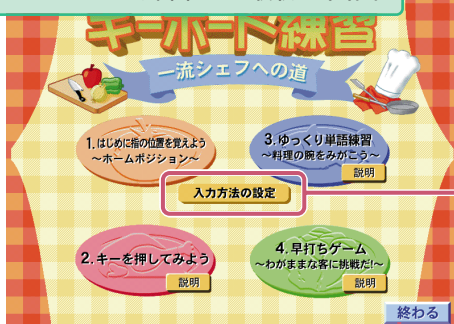 キーボード練習
一流シェフへの道
1.はじめに指の位置を覚えよう
～ホームポジション～
3.ゆっくり単語練習
～料理の腕をみがこう～
説明
入力方法の設定
2.キーを押してみよう
説明
4.早打ちゲーム
～わがままな客に挑戦だ!～
説明
終わる